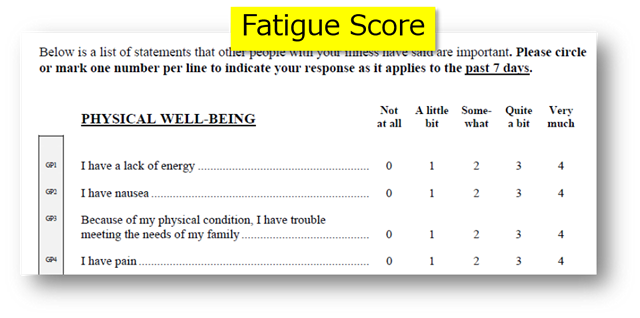 Fatigue Score
Below is a list of statements that other people with your illness have said are important. Please circle
or mark one number per line to indicate your response as it applies to the past 7 days.
Not A little Some- Quite Very
PHYSICAL WELL-BEING at all bit what a bit much
GP1 I have a lack of energy 0 1 2 3 4
GP2 I have nausea 0 1 2 3 4
GP3 Because of my physical condition, I have trouble
meeting the needs of my family 0 1 2 3 4
GP4 I have pain 0 1 2 3 4